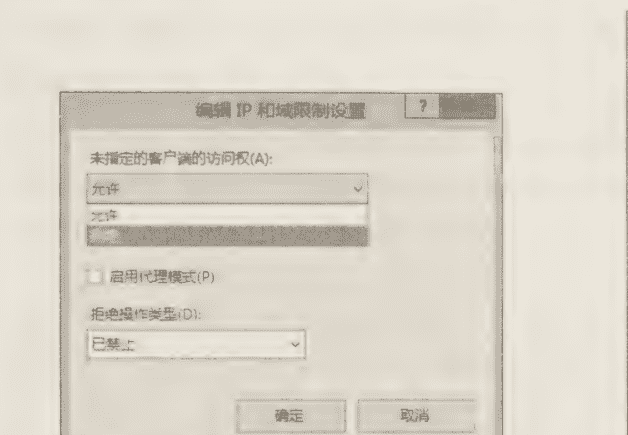 编辑 IP 和域限制设置
?
未指定的客户端的访问权(A):
允许
允许
启用代理模式(P)
拒绝操作类型(D):
已禁止
确定
取消